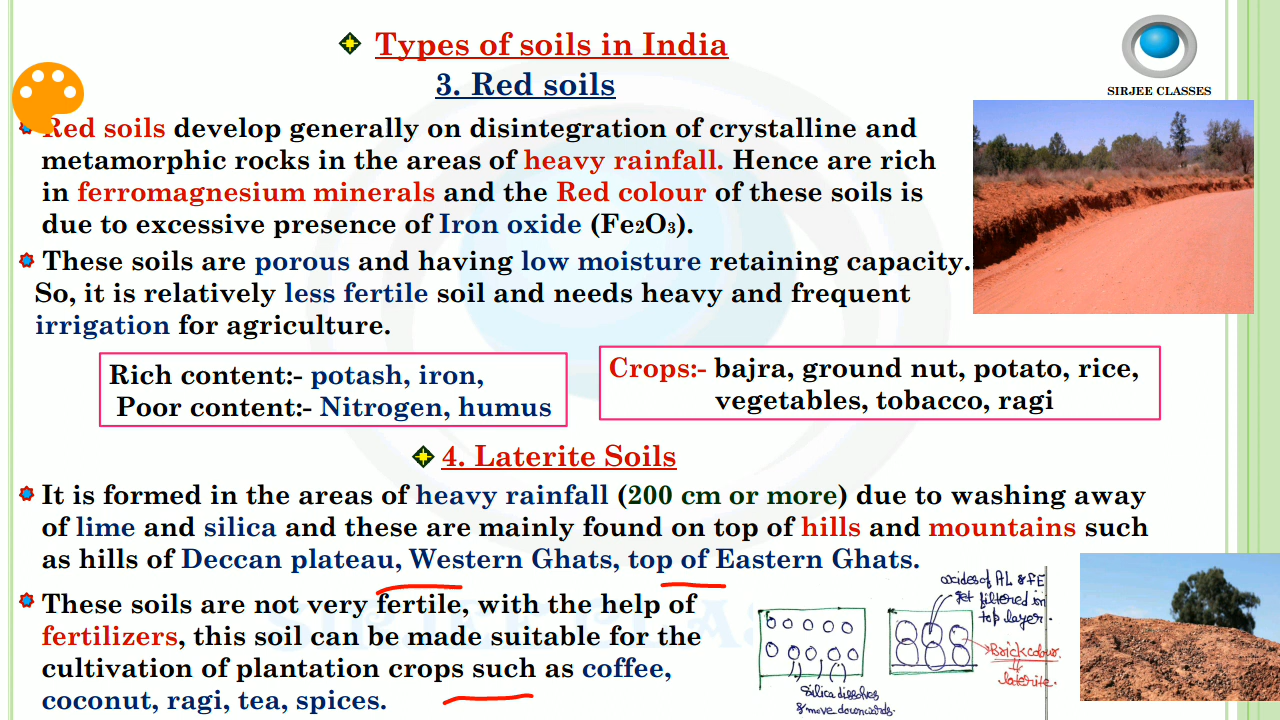 Types of soils in India
3. Red soils
SIRJEE CLASSES
Red soils develop generally on disintegration of crystalline and
metamorphic rocks in the areas of heavy rainfall. Hence are rich
in ferromagnesium minerals and the Red colour of these soils is
due to excessive presence of Iron oxide (Fe2O3).
These soils are porous and having low moisture retaining capacity.
So, it is relatively less fertile soil and needs heavy and frequent
irrigation for agriculture.
Rich content:- potash, iron,
Poor content:- Nitrogen, humus
Crops:- bajra, ground nut, potato, rice,
vegetables, tobacco, ragi
4. Laterite Soils
It is formed in the areas of heavy rainfall (200 cm or more) due to washing away
of lime and silica and these are mainly found on top of hills and mountains such
as hills of Deccan plateau, Western Ghats, top of Eastern Ghats.
These soils are not very fertile, with the help of
fertilizers, this soil can be made suitable for the
cultivation of plantation crops such as coffee,
coconut, ragi, tea, spices.
oxides of AL & FE
get filtered in
top layer.
Brick colour.
laterite.
Silica dissolves
& move downwards.